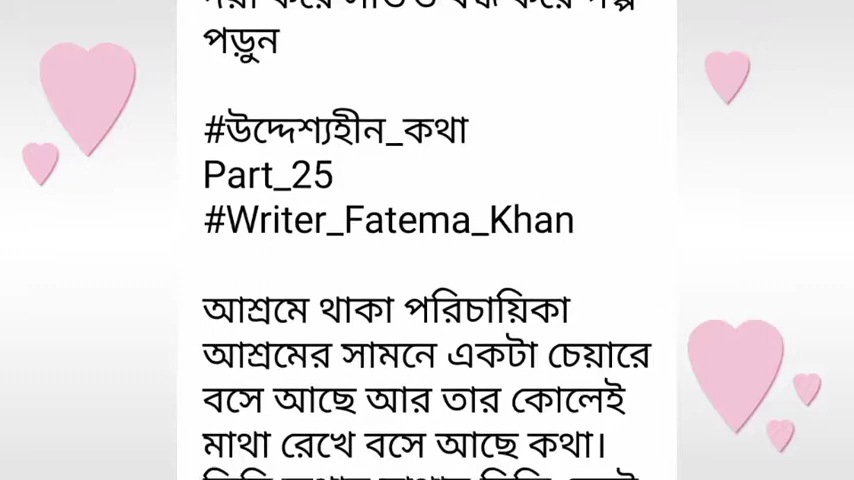 পড়ুন
#উদ্দেশ্যহীন_কথা
Part_25
#Writer_Fatema_Khan
আশ্রমে থাকা পরিচায়িকা
আশ্রমের সামনে একটা চেয়ারে
বসে আছে আর তার কোলেই
মাথা রেখে বসে আছে কথা।